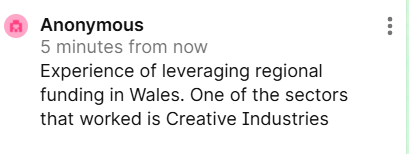 Anonymous
5 minutes from now
Experience of leveraging regional
funding in Wales. One of the sectors
that worked is Creative Industries